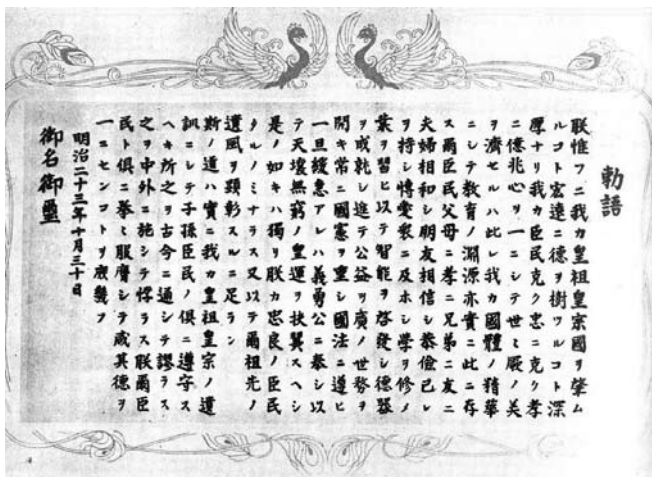 勅語
朕惟フニ我カ皇祖皇宗國ヲ肇ム
ルコト宏遠ニ德ヲ樹ツルコト深
厚ナリ我カ臣民克ク忠ニ克ク孝
ニ億兆心ヲ一ニシテ世々厥ノ美
ヲ濟セルハ此レ我カ國體ノ精華
ニシテ教育ノ淵源亦實ニ此ニ存
ス爾臣民父母ニ孝ニ兄弟ニ友ニ
夫婦相和シ朋友相信シ恭儉己レ
ヲ持シ博愛衆ニ及ホシ學ヲ修メ
業ヲ習ヒ以テ智能ヲ啓發シ德器
ヲ成就シ進テ公益ヲ廣メ世務ヲ
開キ常ニ國憲ヲ重シ國法ニ遵ヒ
一旦緩急アレハ義勇公ニ奉シ以
テ天壤無窮ノ皇運ヲ扶翼スヘシ
是ノ如キハ獨リ朕カ忠良ノ臣民
タルノミナラス又以テ爾祖先ノ
遺風ヲ顯彰スルニ足ラン
斯ノ道ハ實ニ我カ皇祖皇宗ノ遺
訓ニシテ子孫臣民ノ俱ニ遵守ス
ヘキ所之ヲ古今ニ通シテ謬ラス
之ヲ中外ニ施シテ悖ラス朕爾臣
民ト俱ニ拳々服膺シテ咸其德ヲ
一ニセンコトヲ庶幾フ
明治二十三年十月三十日
御名御璽